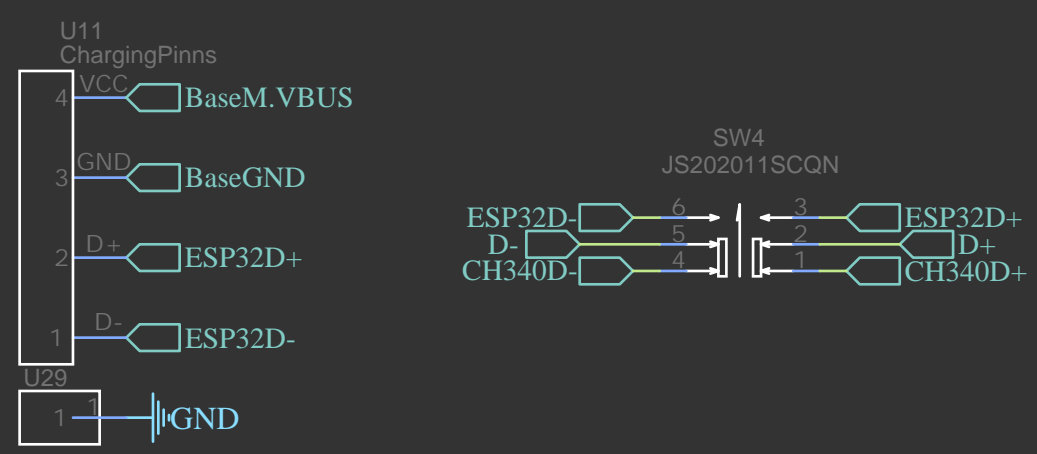 U11
ChargingPinns
4 VCC BaseM.VBUS
3 GND BaseGND
2 D+ ESP32D+
1 D- ESP32D-
U29
1 1 GND
SW4
JS202011SCQN
ESP32D- 6 3 ESP32D+
D- 5 2 D+
CH340D- 4 1 CH340D+